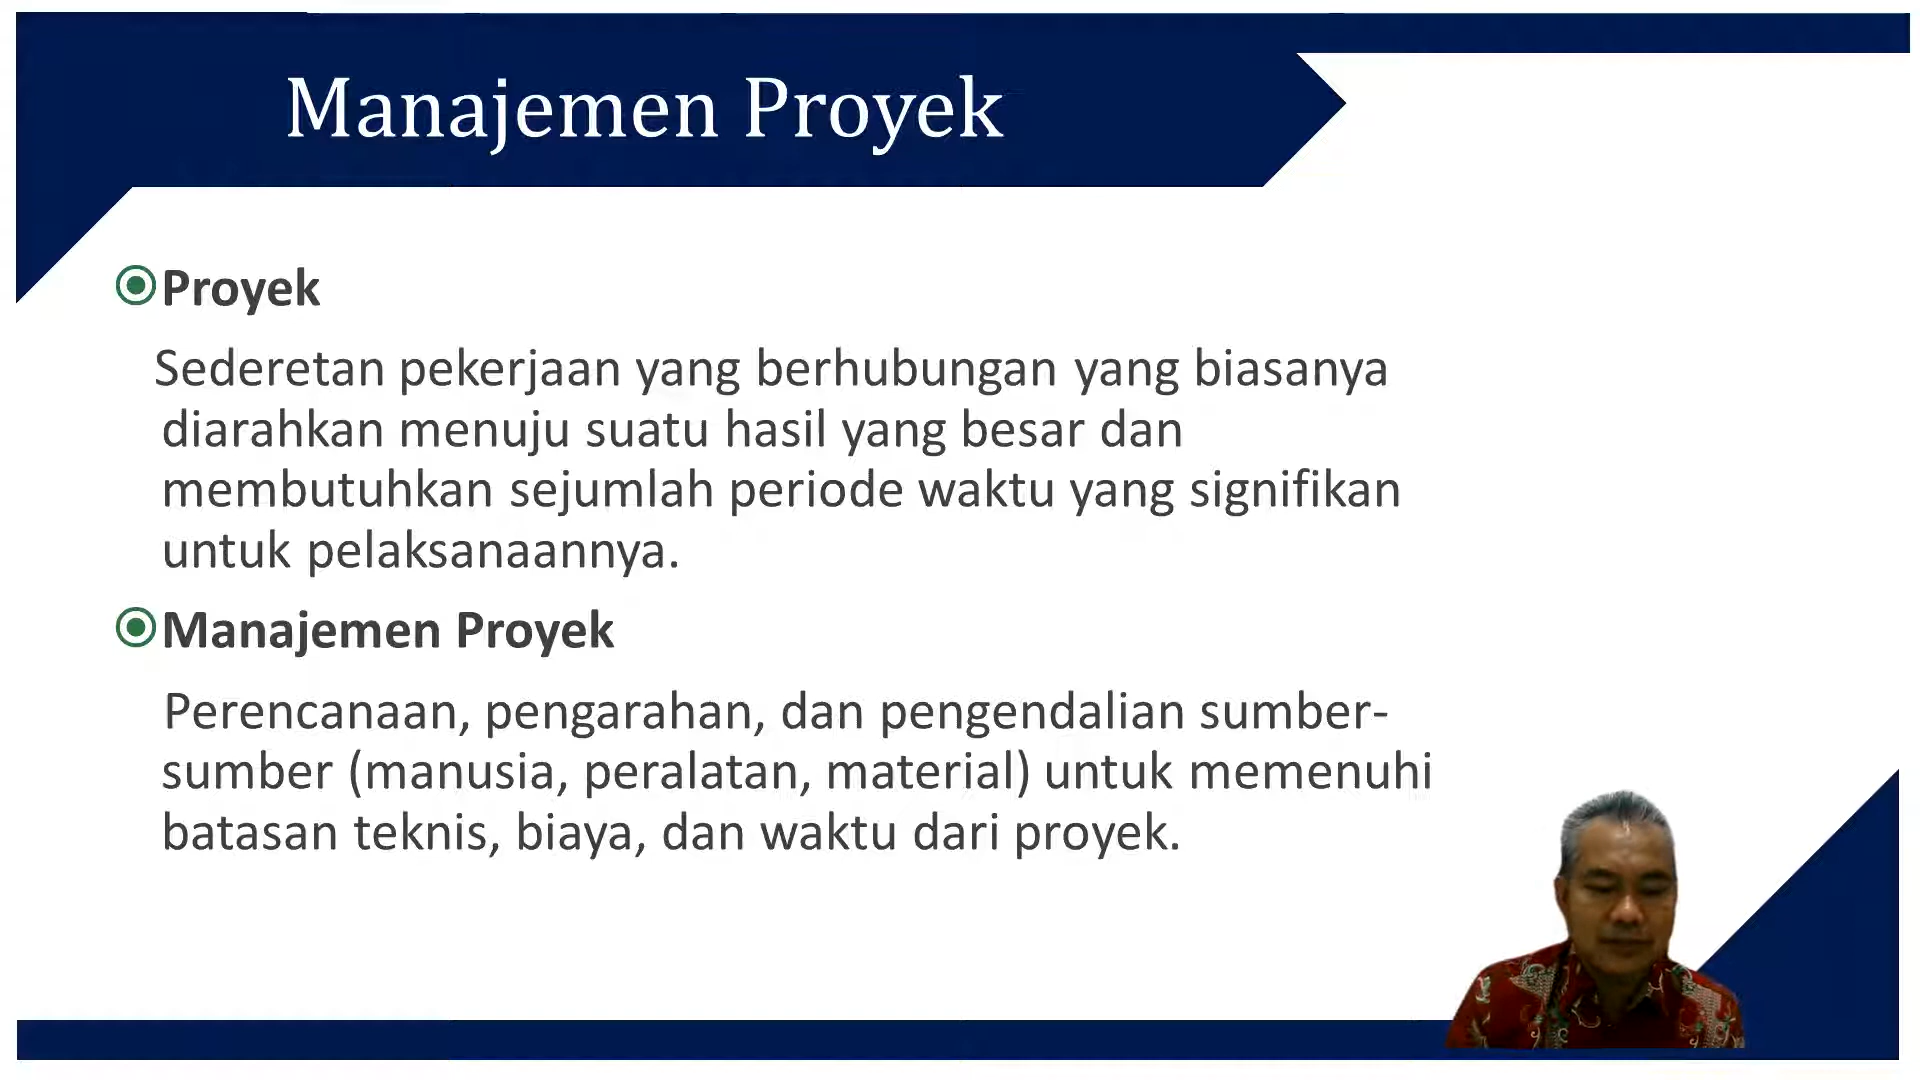 Manajemen Proyek
Proyek
Sederetan pekerjaan yang berhubungan yang biasanya
diarahkan menuju suatu hasil yang besar dan
membutuhkan sejumlah periode waktu yang signifikan
untuk pelaksanaannya.
Manajemen Proyek
Perencanaan, pengarahan, dan pengendalian sumber-
sumber (manusia, peralatan, material) untuk memenuhi
batasan teknis, biaya, dan waktu dari proyek.